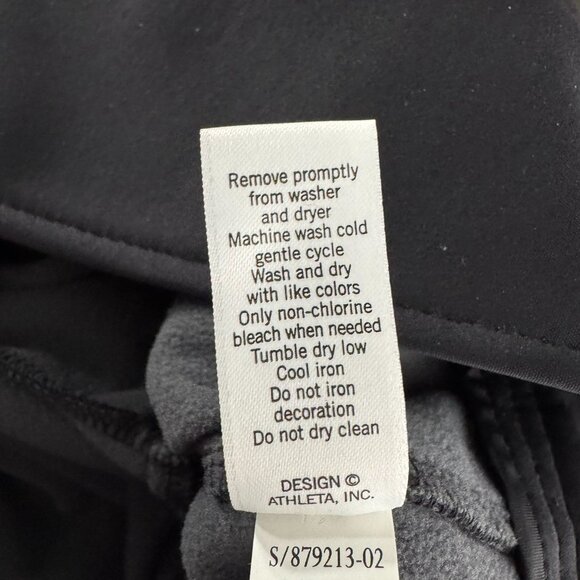 Remove promptly
from washer
and dryer
Machine wash cold
gentle cycle
Wash and dry
with like colors
Only non-chlorine
bleach when needed
Tumble dry low
Cool iron
Do not iron
decoration
Do not dry clean
DESIGN ©
ATHLETA, INC.
S/879213-02